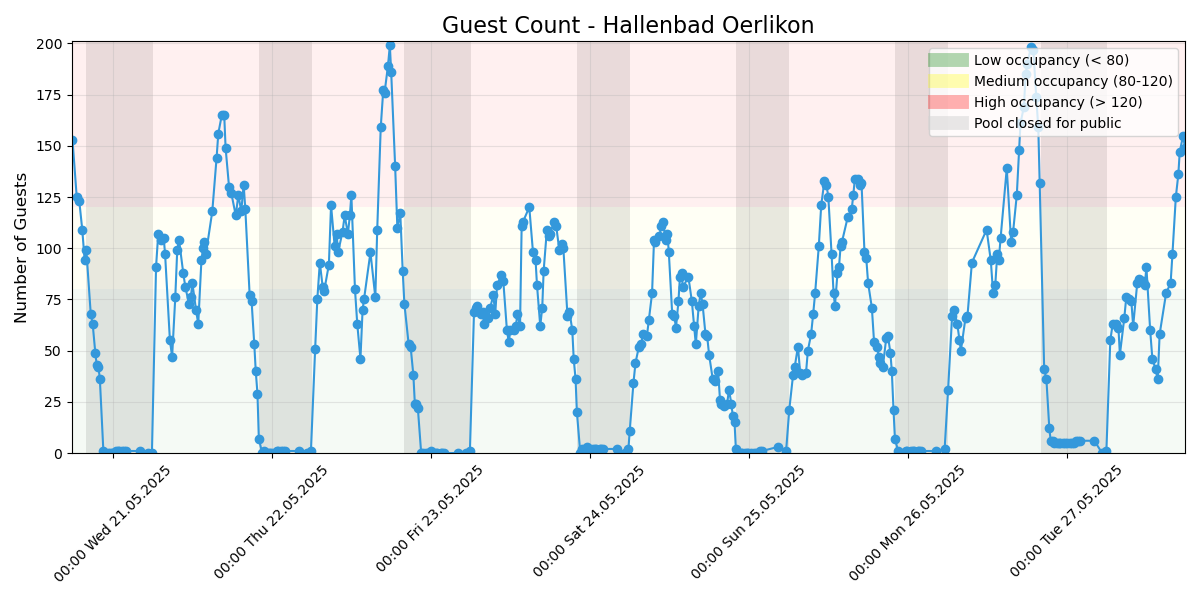 Guest Count - Hallenbad Oerlikon
Number of Guests
200
175
150
125
100
75
50
25
0
Low occupancy (< 80)
Medium occupancy (80-120)
High occupancy (> 120)
Pool closed for public
00:00 Wed 21.05.2025
00:00 Thu 22.05.2025
00:00 Fri 23.05.2025
00:00 Sat 24.05.2025
00:00 Sun 25.05.2025
00:00 Mon 26.05.2025
00:00 Tue 27.05.2025